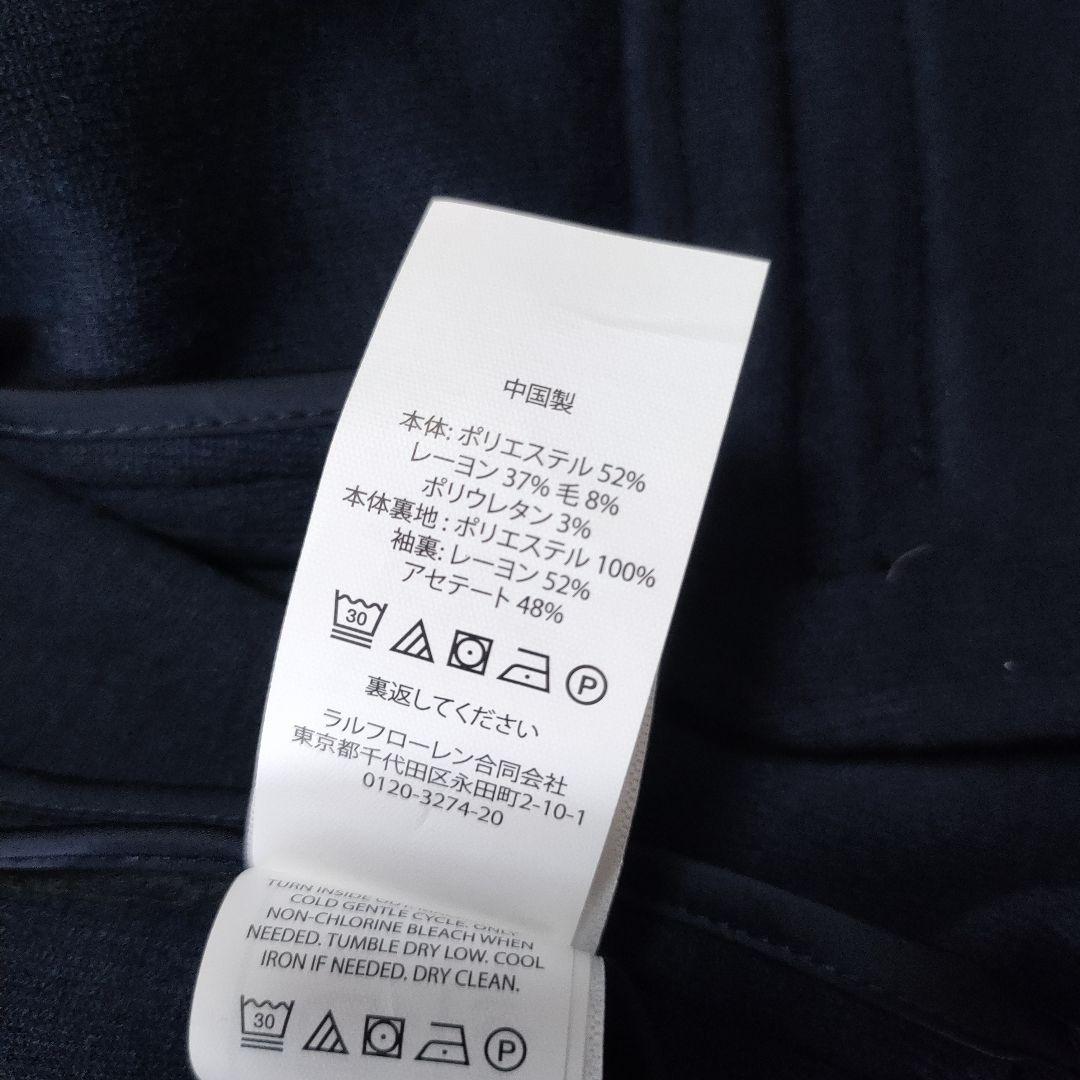 中国製
本体: ポリエステル 52%
レーヨン 37% 毛 8%
ポリウレタン 3%
本体裏地 : ポリエステル 100%
袖裏: レーヨン 52%
アセテート 48%
30
P
裏返してください
ラルフローレン合同会社
東京都千代田区永田町2-10-1
0120-3274-20
TURN INSIDE
COLD GENTLE CYCLE. ONLY
NON-CHLORINE BLEACH WHEN
NEEDED. TUMBLE DRY LOW. COOL
IRON IF NEEDED. DRY CLEAN.
30
P